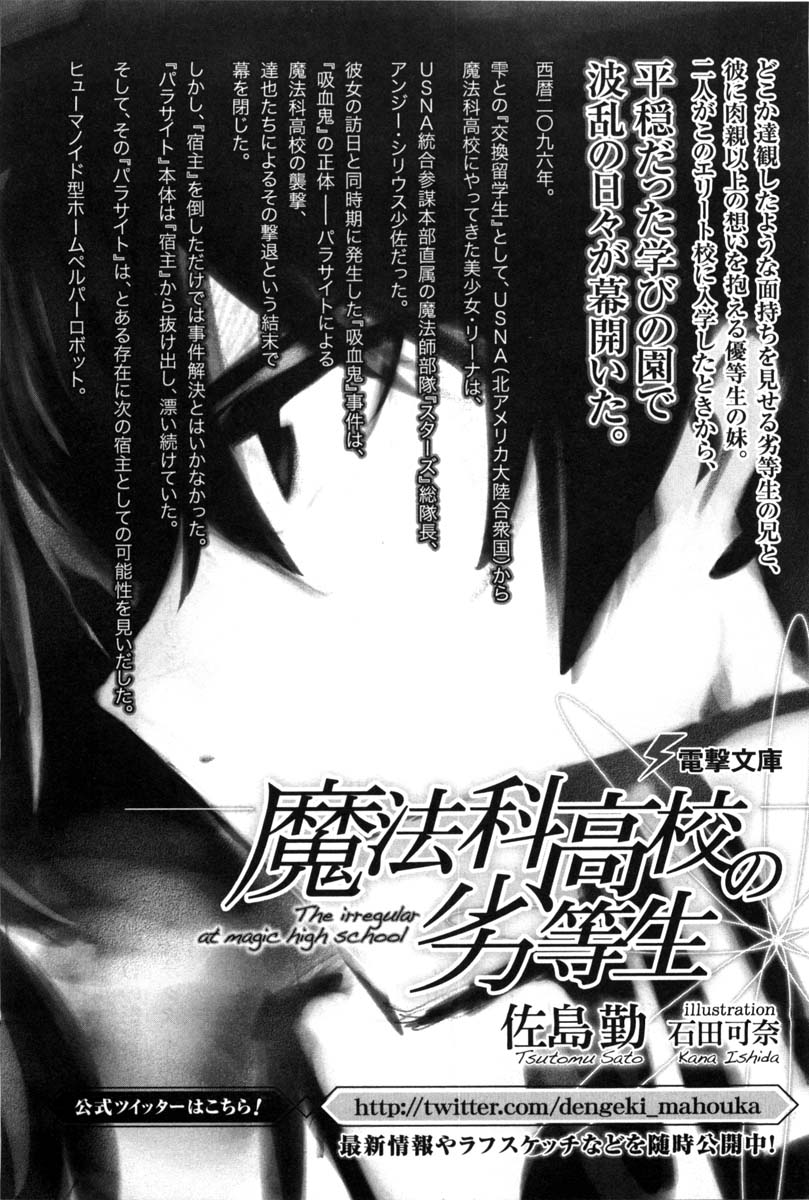 どこか達観したような面持ちを見せる劣等生の兄と、
彼に肉親以上の想いを抱える優等生の妹。
二人がこのエリート校に入学したときから、
平穏だった学びの園で
波乱の日々が幕開いた。
西暦二〇九六年。
雫との『交換留学生』として、USNA(北アメリカ大陸合衆国)から
魔法科高校にやってきた美少女・リーナは、
USNA統合参謀本部直属の魔法師部隊『スターズ』総隊長、
アンジー・シリウス少佐だった。
彼女の訪日と同時期に発生した『吸血鬼』事件は、
『吸血鬼』の正体――パラサイトによる
魔法科高校の襲撃、
達也たちによるその撃退という結末で
幕を閉じた。
しかし、『宿主』を倒しただけでは事件解決とはいかなかった。
『パラサイト』本体は『宿主』から抜け出し、漂い続けていた。
そして、その『パラサイト』は、とある存在に次の宿主としての可能性を見いだした。
ヒューマノイド型ホームペルパーロボット。
電撃文庫
魔法科高校の
劣等生
The irregular
at magic high school
佐島 勤
Tsutomu Sato
illustration
石田可奈
Kana Ishida
公式ツイッターはこちら!
http://twitter.com/dengeki_mahouka
最新情報やラフスケッチなどを随時公開中!